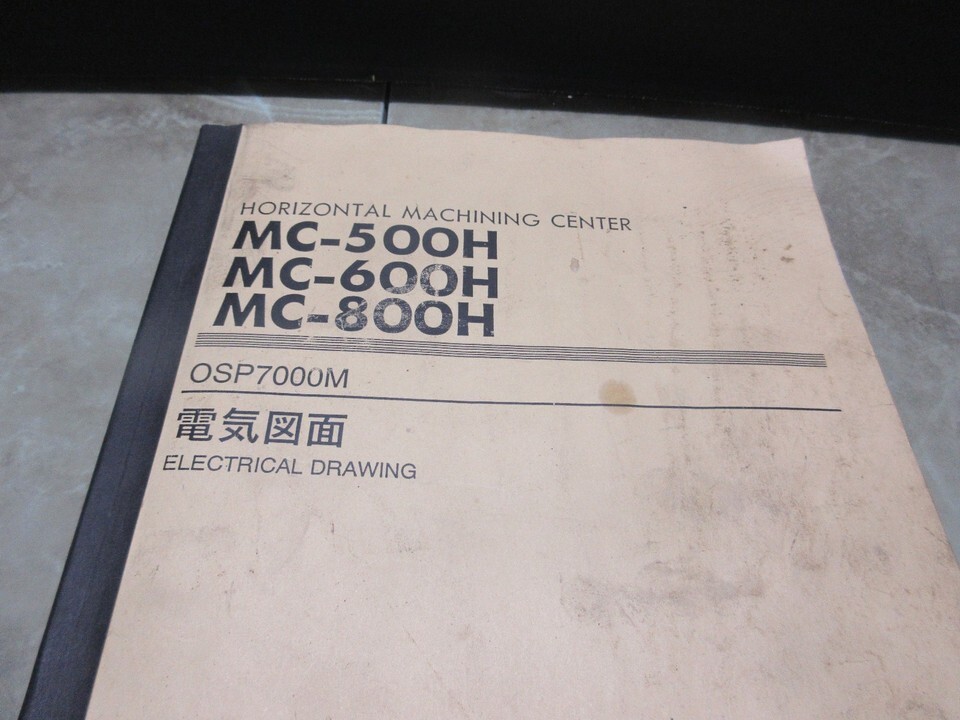 HORIZONTAL MACHINING CENTER
MC-500H
MC-600H
MC-800H
OSP7000M
電気図面
ELECTRICAL DRAWING